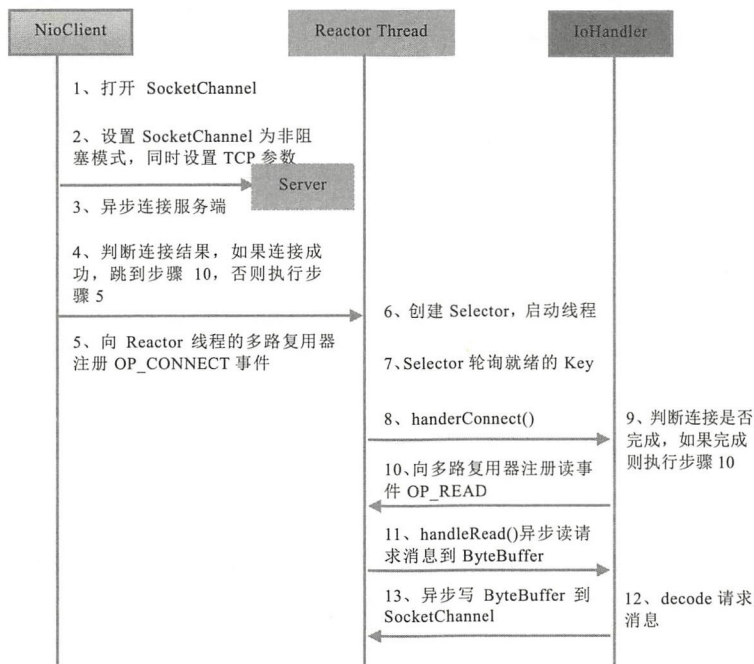 NioClient
Reactor Thread
IoHandler
1、打开 SocketChannel
2、设置 SocketChannel 为非阻
塞模式，同时设置 TCP 参数
Server
3、异步连接服务端
4、判断连接结果，如果连接成
功，跳到步骤 10，否则执行步
骤 5
5、向 Reactor 线程的多路复用器
注册 OP_CONNECT 事件
6、创建 Selector，启动线程
7、Selector 轮询就绪的 Key
8、handerConnect()
9、判断连接是否
完成，如果完成
则执行步骤 10
10、向多路复用器注册读事
件 OP_READ
11、handleRead()异步读请
求消息到 ByteBuffer
12、decode 请求
消息
13、异步写 ByteBuffer 到
SocketChannel